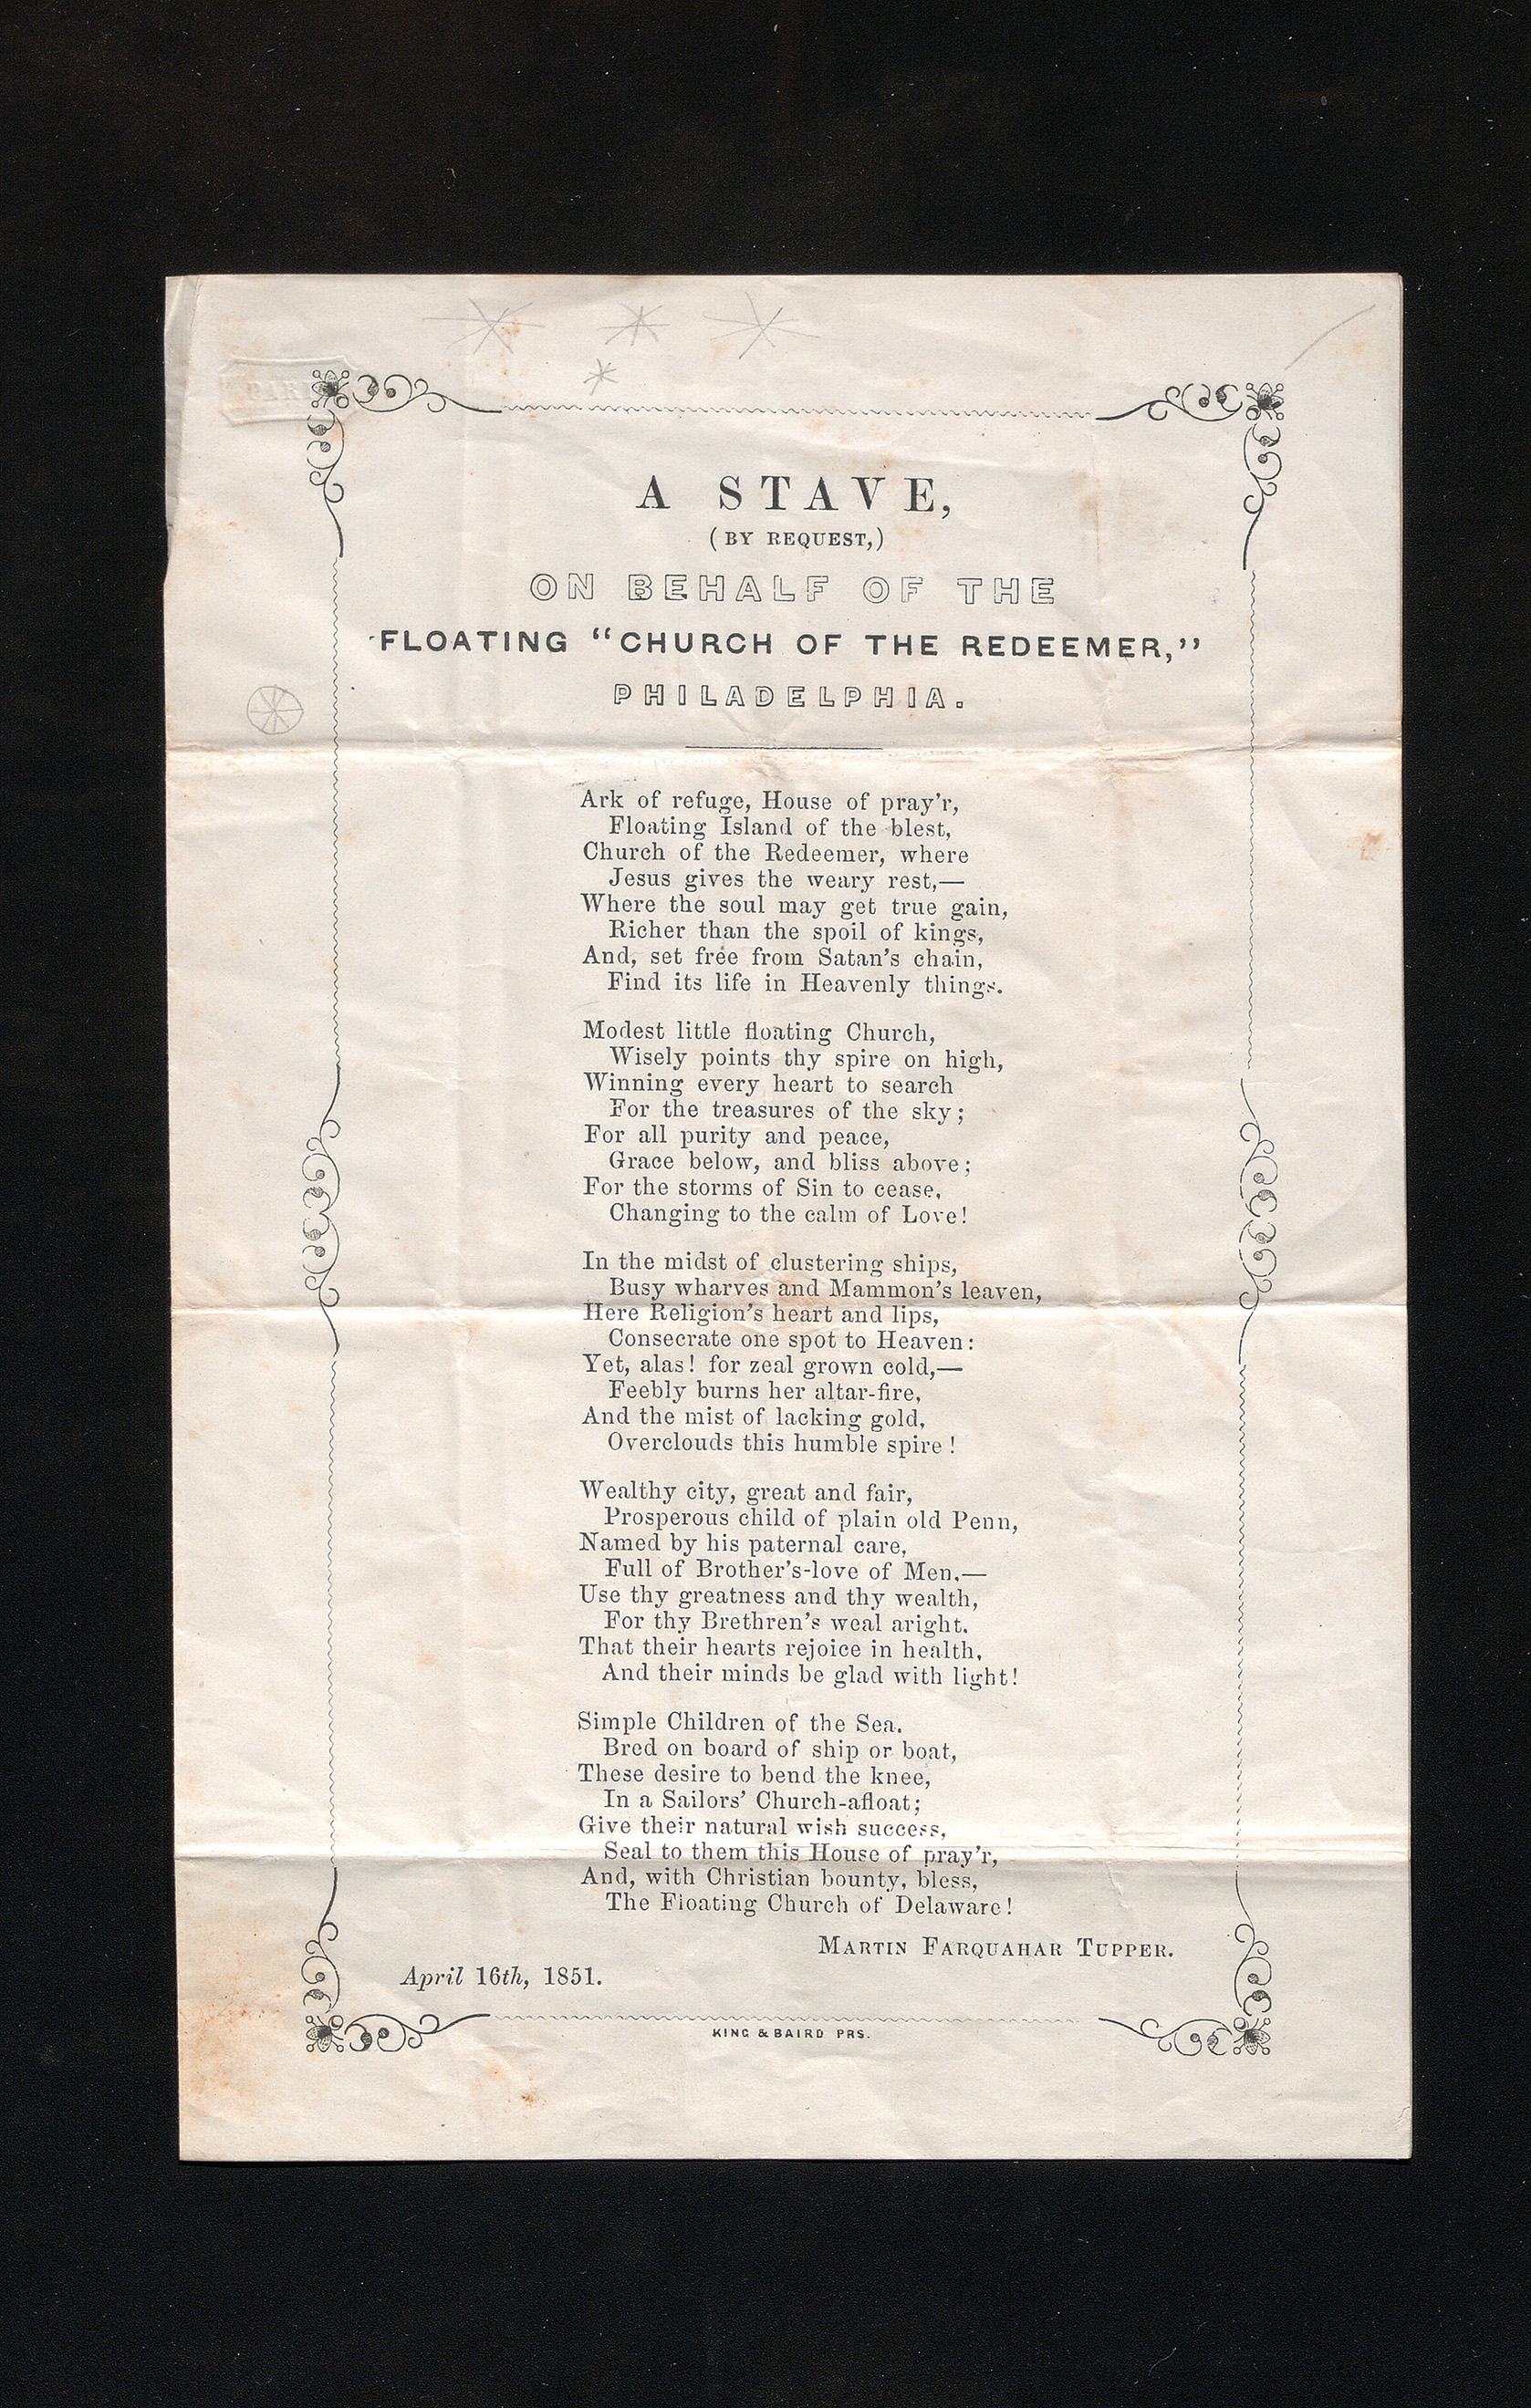 A STAVE,
(BY REQUEST,)
ON BEHALF OF THE
FLOATING “CHURCH OF THE REDEEMER,”
PHILADELPHIA.
Ark of refuge, House of pray’r,
Floating Island of the blest,
Church of the Redeemer, where
Jesus gives the weary rest,—
Where the soul may get true gain,
Richer than the spoil of kings,
And, set free from Satan’s chain,
Find its life in Heavenly things.
Modest little floating Church,
Wisely points thy spire on high,
Winning every heart to search
For the treasures of the sky;
For all purity and peace,
Grace below, and bliss above;
For the storms of Sin to cease,
Changing to the calm of Love!
In the midst of clustering ships,
Busy wharves and Mammon’s leaven,
Here Religion’s heart and lips,
Consecrate one spot to Heaven:
Yet, alas! for zeal grown cold,—
Feebly burns her altar-fire,
And the mist of lacking gold,
Overclouds this humble spire!
Wealthy city, great and fair,
Prosperous child of plain old Penn,
Named by his paternal care,
Full of Brother’s-love of Men,—
Use thy greatness and thy wealth,
For thy Brethren’s weal aright,
That their hearts rejoice in health,
And their minds be glad with light!
Simple Children of the Sea,
Bred on board of ship or boat,
These desire to bend the knee,
In a Sailors’ Church-afloat;
Give their natural wish success,
Seal to them this House of pray’r,
And, with Christian bounty, bless,
The Floating Church of Delaware!
MARTIN FARQUAHAR TUPPER.
April 16th, 1851.
KING & BAIRD PRS.